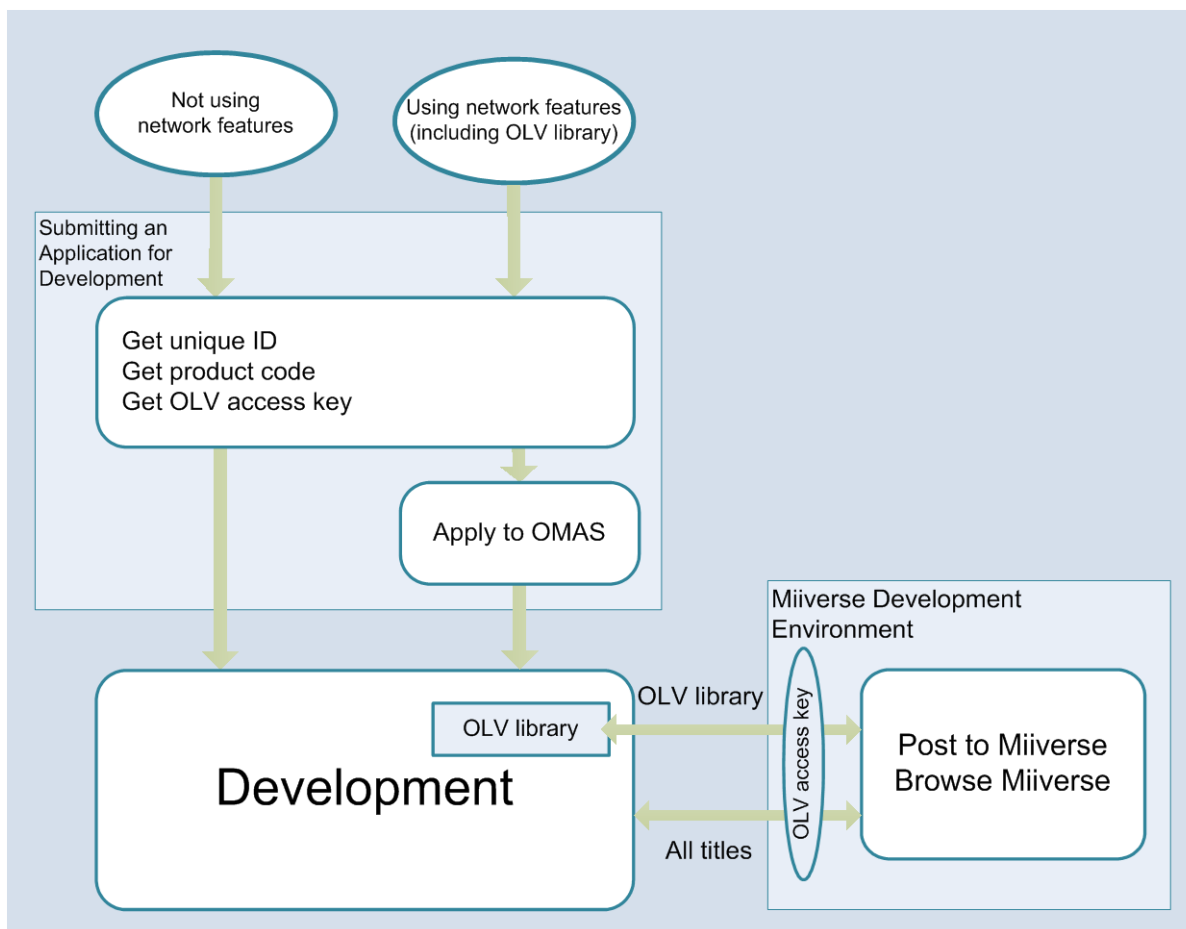 Not using
network features
Using network features
(including OLV library)
Submitting an
Application for
Development
Get unique ID
Get product code
Get OLV access key
Apply to OMAS
Miiverse Development
Environment
OLV library
OLV library
OLV access key
Post to Miiverse
Browse Miiverse
Development
All titles